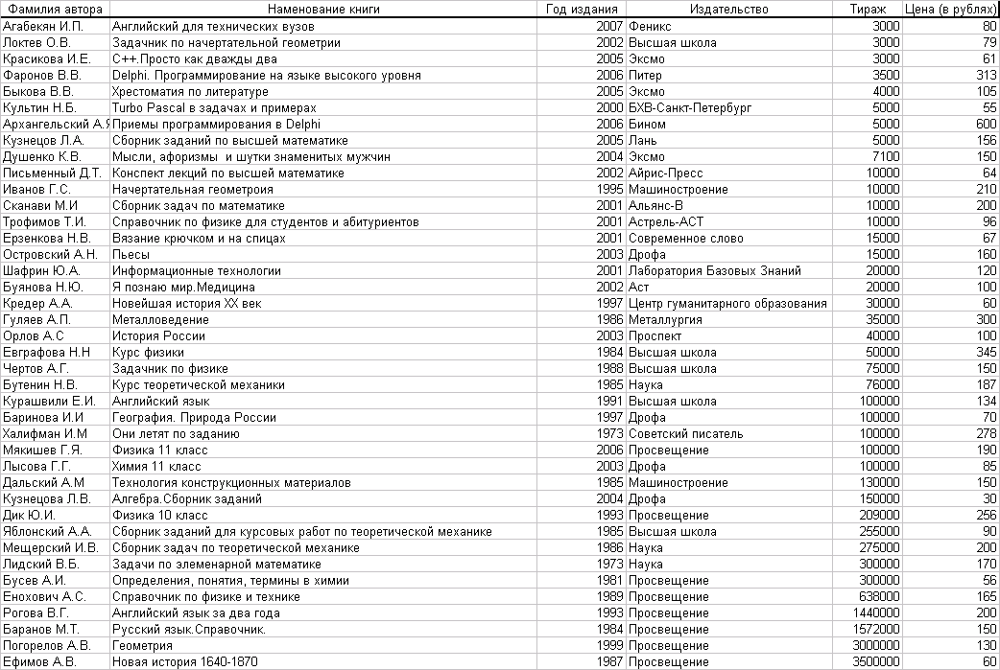 Фамилия автора Наименование книги Год издания Издательство Тираж Цена (в рублях)
Агабекян И.П. Английский для технических вузов 2007 Феникс 3000 80
Локтев О.В. Задачник по начертательной геометрии 2002 Высшая школа 3000 79
Красикова И.Е. С++.Просто как дважды два 2005 Эксмо 3000 61
Фаронов В.В. Delphi. Программирование на языке высокого уровня 2006 Питер 3500 313
Быкова В.В. Хрестоматия по литературе 2005 Эксмо 4000 105
Культин Н.Б. Turbo Pascal в задачах и примерах 2000 БХВ-Санкт-Петербург 5000 55
Архангельский А.Я Приемы программирования в Delphi 2006 Бином 5000 600
Кузнецов Л.А. Сборник заданий по высшей математике 2005 Лань 5000 156
Душенко К.В. Мысли, афоризмы и шутки знаменитых мужчин 2004 Эксмо 7100 150
Письменный Д.Т. Конспект лекций по высшей математике 2002 Айрис-Пресс 10000 64
Иванов Г.С. Начертательная геометроия 1995 Машиностроение 10000 210
Сканави М.И Сборник задач по математике 2001 Альянс-В 10000 200
Трофимов Т.И. Справочник по физике для студентов и абитуриентов 2001 Астрель-АСТ 10000 96
Ерзенкова Н.В. Вязание крючком и на спицах 2001 Современное слово 15000 67
Островский А.Н. Пьесы 2003 Дрофа 15000 160
Шафрин Ю.А. Информационные технологии 2001 Лаборатория Базовых Знаний 20000 120
Буянова Н.Ю. Я познаю мир.Медицина 2002 Аст 20000 100
Кредер А.А. Новейшая история XX век 1997 Центр гуманитарного образования 30000 60
Гуляев А.П. Металловедение 1986 Металлургия 35000 300
Орлов А.С История России 2003 Проспект 40000 100
Евграфова Н.Н Курс физики 1984 Высшая школа 50000 345
Чертов А.Г. Задачник по физике 1988 Высшая школа 75000 150
Бутенин Н.В. Курс теоретической механики 1985 Наука 76000 187
Курашвили Е.И. Английский язык 1991 Высшая школа 100000 134
Баринова И.И География. Природа России 1997 Дрофа 100000 70
Халифман И.М Они летят по заданию 1973 Советский писатель 100000 278
Мякишев Г.Я. Физика 11 класс 2006 Просвещение 100000 190
Лысова Г.Г. Химия 11 класс 2003 Дрофа 100000 85
Дальский А.М Технология конструкционных материалов 1985 Машиностроение 130000 150
Кузнецова Л.В. Алгебра.Сборник заданий 2004 Дрофа 150000 30
Дик Ю.И. Физика 10 класс 1993 Просвещение 209000 256
Яблонский А.А. Сборник заданий для курсовых работ по теоретической механике 1985 Высшая школа 255000 90
Мещерский И.В. Сборник задач по теоретической механике 1986 Наука 275000 200
Лидский В.Б. Задачи по элеменарной математике 1973 Наука 300000 170
Бусев А.И. Определения, понятия, термины в химии 1981 Просвещение 300000 56
Енохович А.С. Справочник по физике и технике 1989 Просвещение 638000 165
Рогова В.Г. Английский язык за два года 1993 Просвещение 1440000 200
Баранов М.Т. Русский язык.Справочник. 1984 Просвещение 1572000 150
Погорелов А.В. Геометрия 1999 Просвещение 3000000 130
Ефимов А.В. Новая история 1640-1870 1987 Просвещение 3500000 60